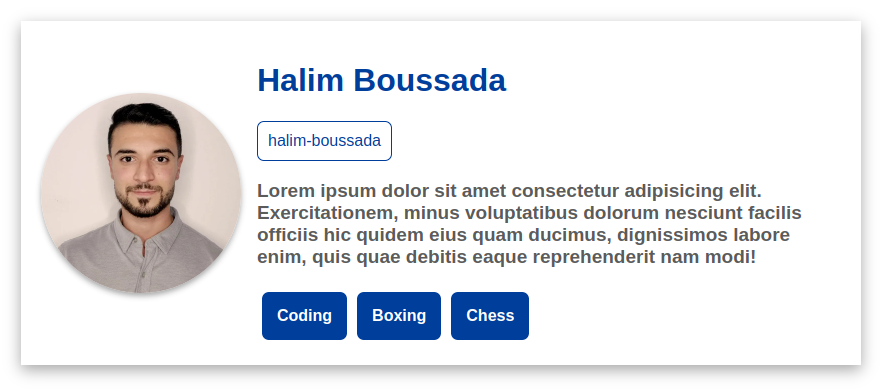 Halim Boussada
halim-boussada
Lorem ipsum dolor sit amet consectetur adipisicing elit.
Exercitationem, minus voluptatibus dolorum nesciunt facilis
officiis hic quidem eius quam ducimus, dignissimos labore
enim, quis quae debitis eaque reprehenderit nam modi!
Coding Boxing Chess